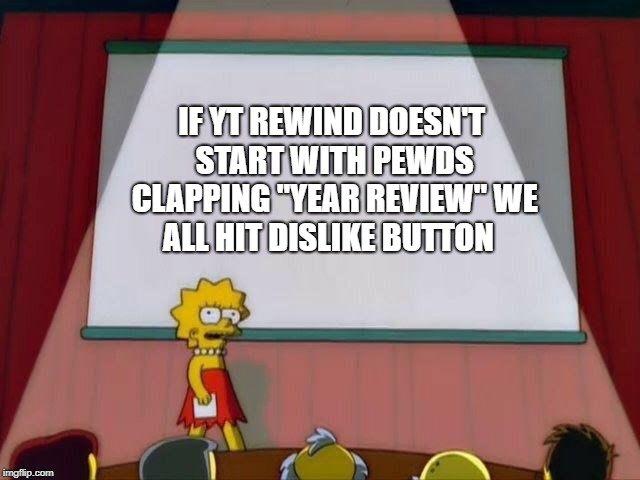 IF YT REWIND DOESN'T
START WITH PEWDS
CLAPPING "YEAR REVIEW" WE
ALL HIT DISLIKE BUTTON
imgflip.com